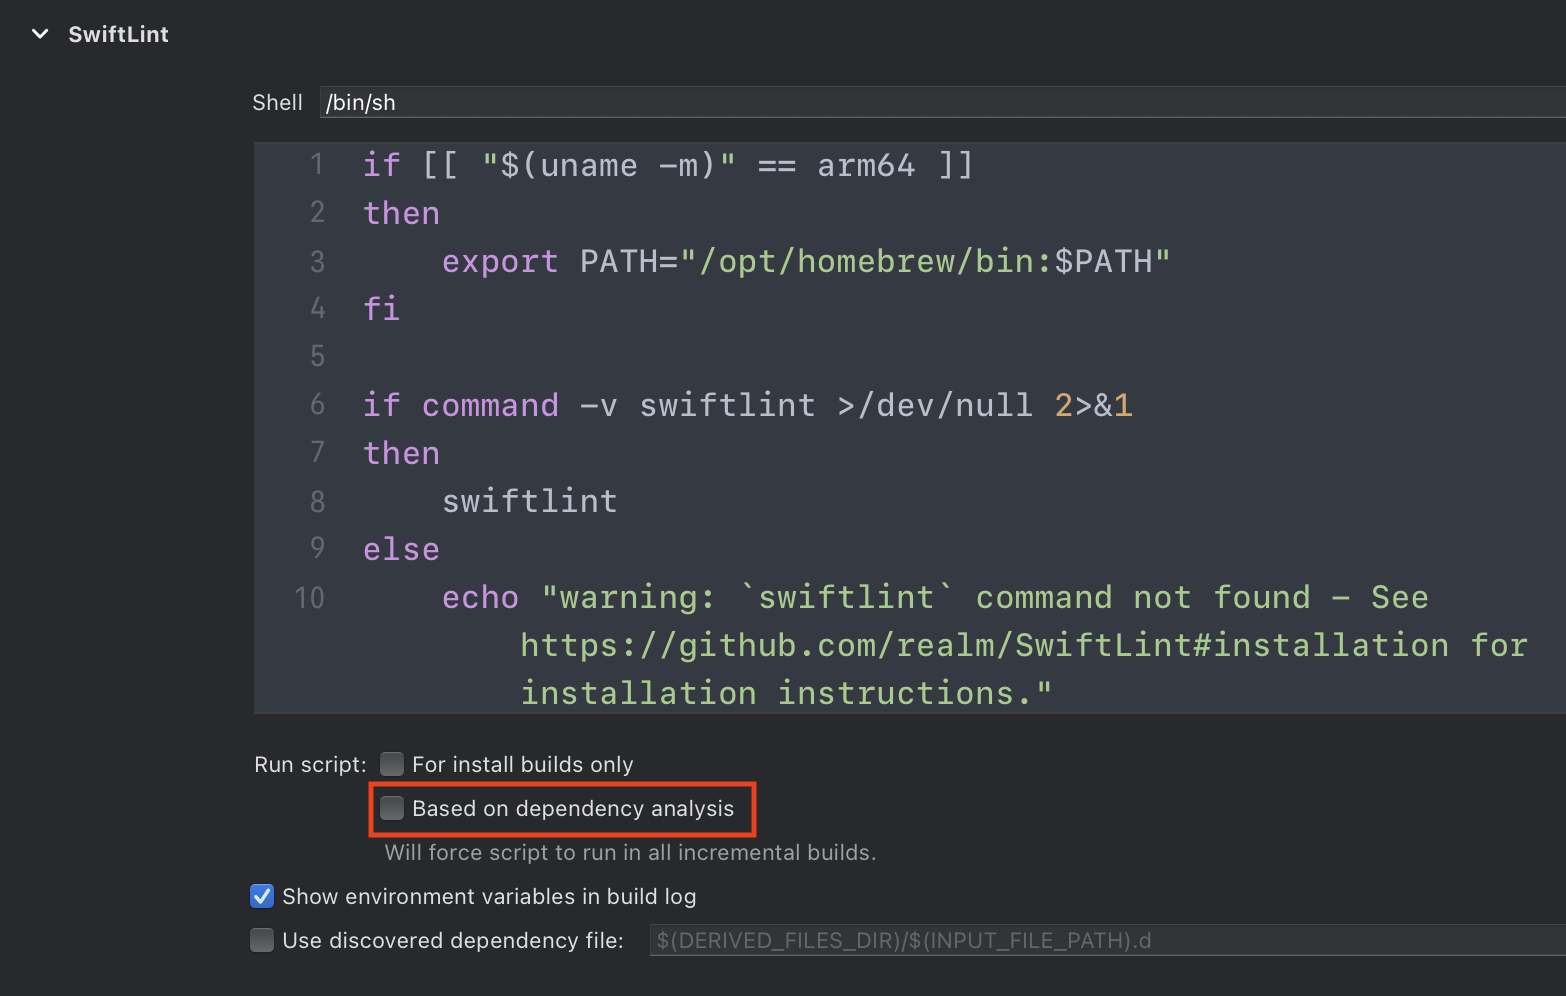 SwiftLint
Shell /bin/sh
1 if [[ "$(uname -m)" == arm64 ]]
2 then
3 export PATH="/opt/homebrew/bin:$PATH"
4 fi
5
6 if command -v swiftlint >/dev/null 2>&1
7 then
8 swiftlint
9 else
10 echo "warning: `swiftlint` command not found - See
https://github.com/realm/SwiftLint#installation for
installation instructions."
Run script: For install builds only
Based on dependency analysis
Will force script to run in all incremental builds.
Show environment variables in build log
Use discovered dependency file: $(DERIVED_FILES_DIR)/$(INPUT_FILE_PATH).d